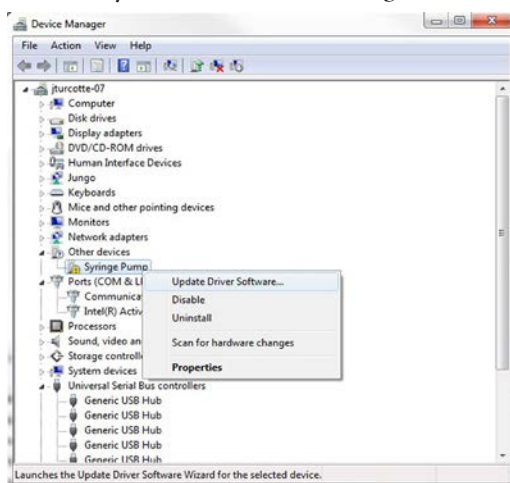 Device Manager
File Action View Help
jturcotte-07
Computer
Disk drives
Display adapters
DVD/CD-ROM drives
Human Interface Devices
Jungo
Keyboards
Mice and other pointing devices
Monitors
Network adapters
Other devices
Syringe Pump
Update Driver Software...
Ports (COM & L
Communica
Disable
Intel(R) Activ
Uninstall
Processors
Sound, video an
Scan for hardware changes
Storage controll
System devices
Properties
Universal Serial Bus controllers
Generic USB Hub
Generic USB Hub
Generic USB Hub
Generic USB Hub
Generic USB Hub
Launches the Update Driver Software Wizard for the selected device.